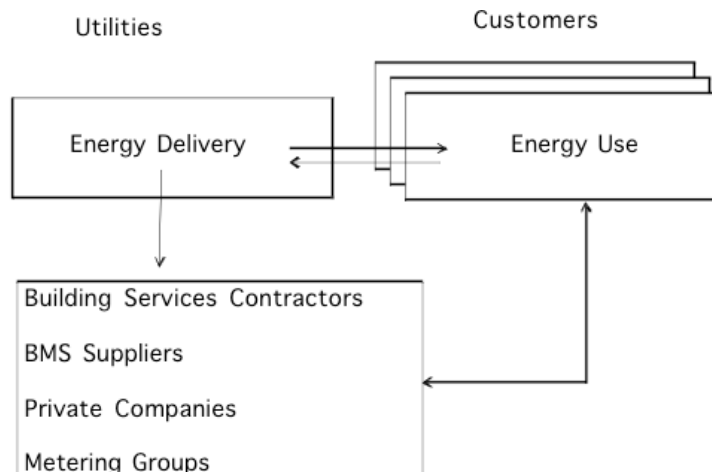 Utilities
Customers
Energy Delivery
Energy Use
Building Services Contractors
BMS Suppliers
Private Companies
Metering Groups